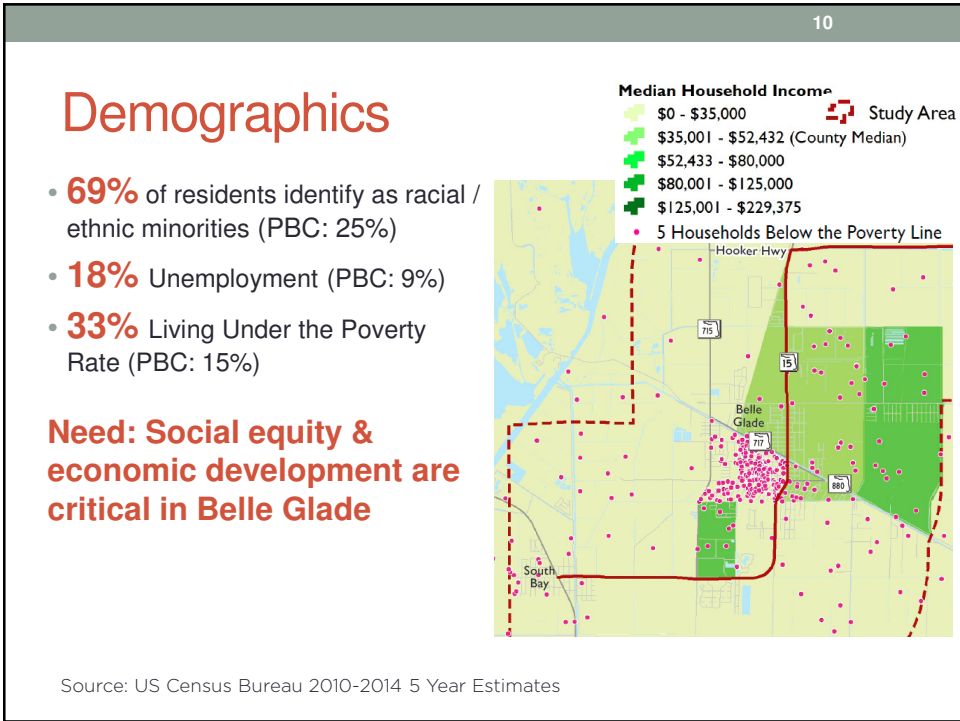 10
Demographics
• 69% of residents identify as racial /
ethnic minorities (PBC: 25%)
• 18% Unemployment (PBC: 9%)
• 33% Living Under the Poverty
Rate (PBC: 15%)
Need: Social equity &
economic development are
critical in Belle Glade
Median Household Income
$0 - $35,000
Study Area
$35,001 - $52,432 (County Median)
$52,433 - $80,000
$80,001 - $125,000
$125,001 - $229,375
5 Households Below the Poverty Line
Hooker Hwy
715
15
Belle
Glade
717
880
South
Bay
Source: US Census Bureau 2010-2014 5 Year Estimates